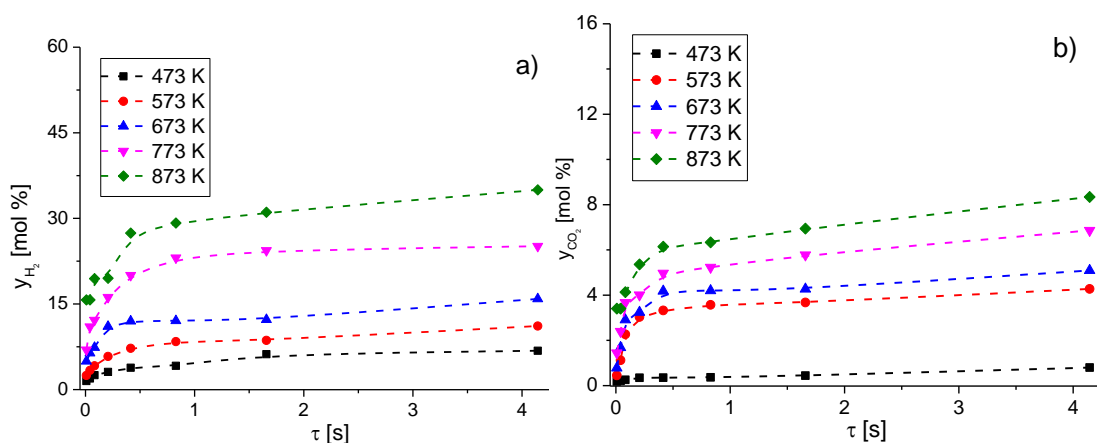 60
45
30
15
0
y_H₂ [mol %]
473 K
573 K
673 K
773 K
873 K
a)
0 1 2 3 4
τ [s]
16
12
8
4
0
y_CO₂ [mol %]
473 K
573 K
673 K
773 K
873 K
b)
0 1 2 3 4
τ [s]